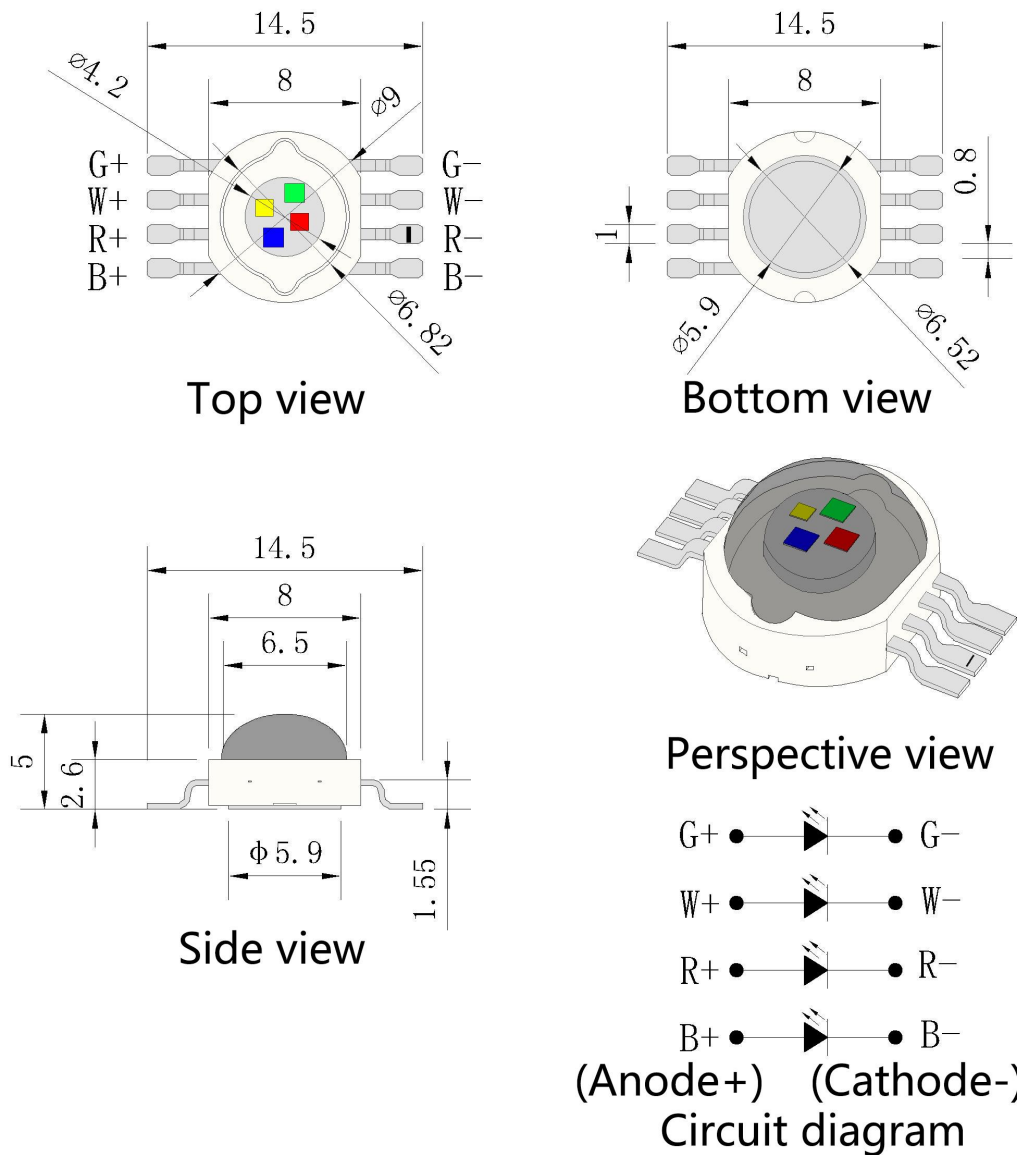 14.5
8
ø4.2
ø9
G+ G-
W+ W-
R+ R-
B+ B-
ø6.82
Top view
14.5
8
0.8
1
ø5.9
ø6.52
Bottom view
14.5
8
6.5
5
2.6
ф5.9
1.55
Side view
Perspective view
G+ G-
W+ W-
R+ R-
B+ B-
(Anode+) (Cathode-)
Circuit diagram